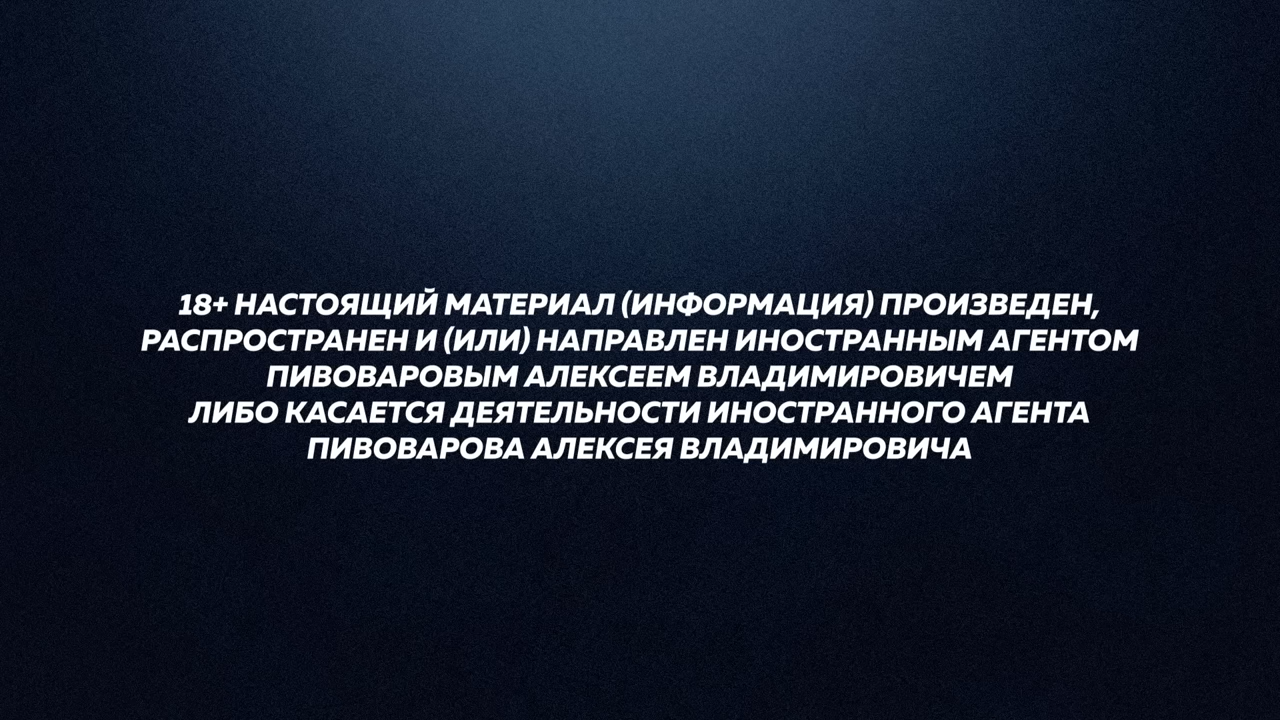 18+ НАСТОЯЩИЙ МАТЕРИАЛ (ИНФОРМАЦИЯ) ПРОИЗВЕДЕН,
РАСПРОСТРАНЕН И (ИЛИ) НАПРАВЛЕН ИНОСТРАННЫМ АГЕНТОМ
ПИВОВАРОВЫМ АЛЕКСЕЕМ ВЛАДИМИРОВИЧЕМ
ЛИБО КАСАЕТСЯ ДЕЯТЕЛЬНОСТИ ИНОСТРАННОГО АГЕНТА
ПИВОВАРОВА АЛЕКСЕЯ ВЛАДИМИРОВИЧА